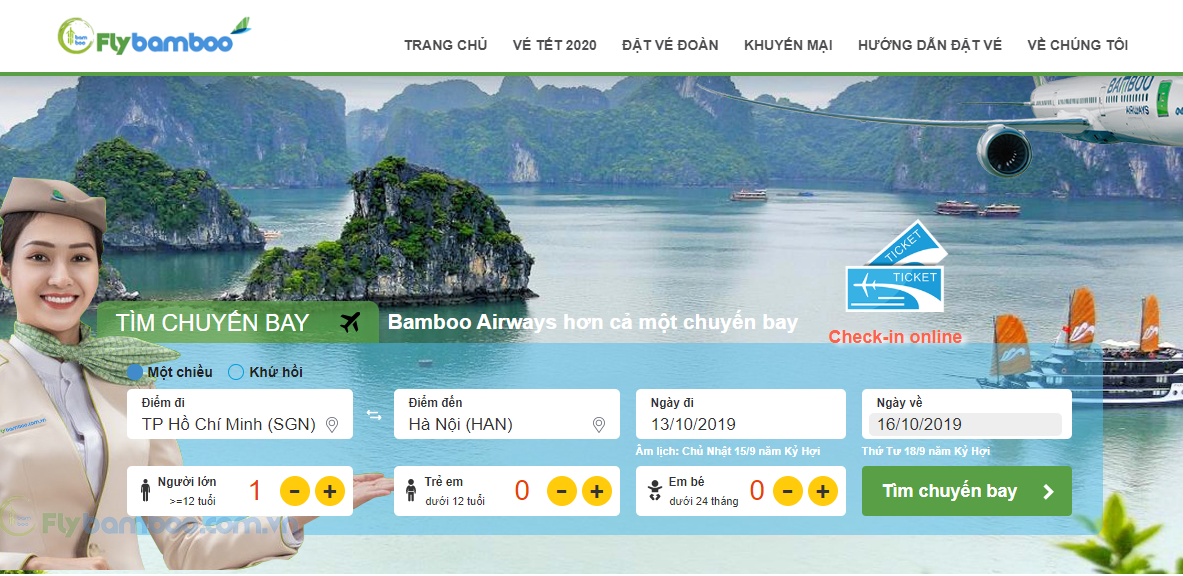 bam
boo
Flybamboo
TRANG CHỦ VÉ TẾT 2020 ĐẶT VÉ ĐOÀN KHUYẾN MẠI HƯỚNG DẪN ĐẶT VÉ VỀ CHÚNG TÔI
BAMBOO
AIRWAYS
TICKET
TICKET
TÌM CHUYẾN BAY
Bamboo Airways hơn cả một chuyến bay
Check-in online
Một chiều Khứ hồi
Điểm đi
TP Hồ Chí Minh (SGN)
Điểm đến
Hà Nội (HAN)
Ngày đi
13/10/2019
Ngày về
16/10/2019
Âm lịch: Chủ Nhật 15/9 năm Kỷ Hợi
Thứ Tư 18/9 năm Kỷ Hợi
Người lớn
>=12 tuổi
1 - +
Trẻ em
dưới 12 tuổi
0 - +
Em bé
dưới 24 tháng
0 - +
Tìm chuyến bay
Flybamboo.com.vn